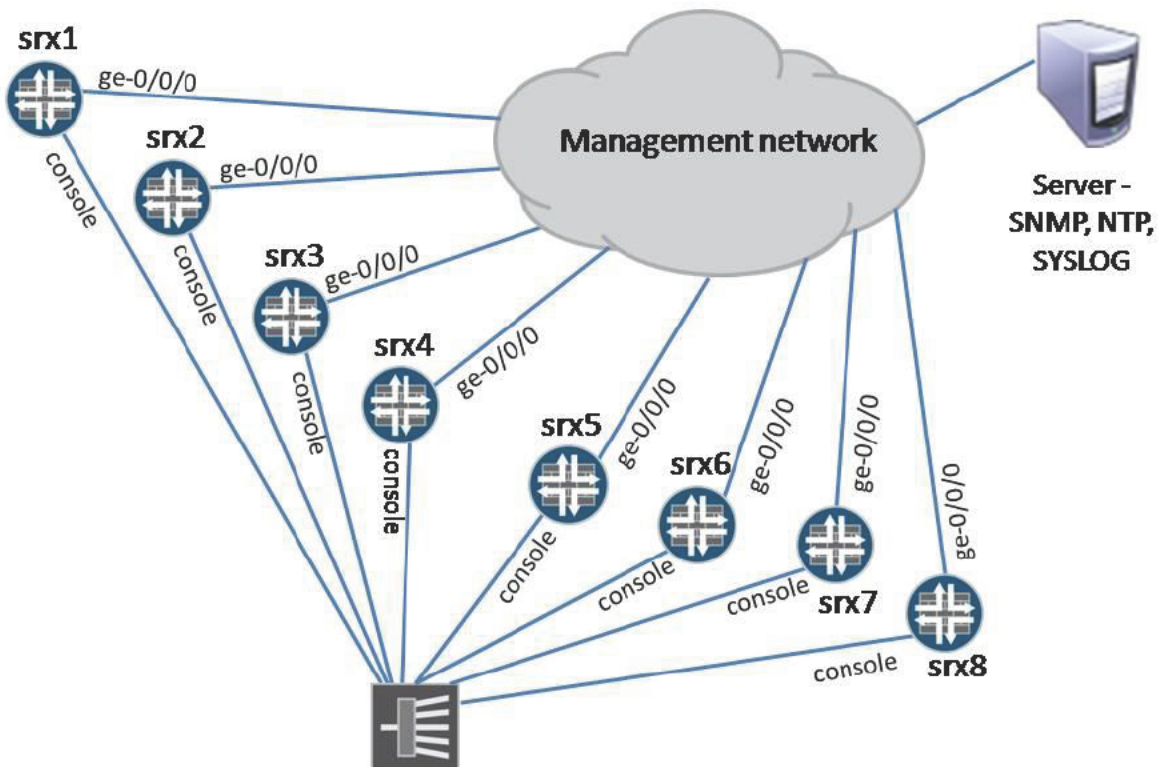 srx1
ge-0/0/0
console
srx2
ge-0/0/0
console
srx3
ge-0/0/0
console
srx4
ge-0/0/0
console
Management network
Server -
SNMP, NTP,
SYSLOG
srx5
ge-0/0/0
console
srx6
ge-0/0/0
console
ge-0/0/0
srx7
console
ge-0/0/0
srx8
console